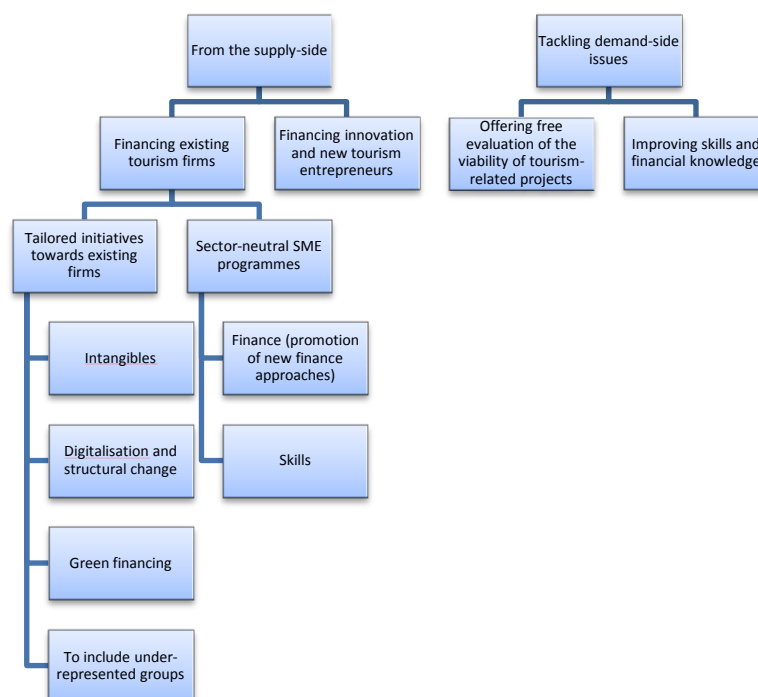 From the supply-side
Tackling demand-side
issues
Financing existing
tourism firms
Financing innovation
and new tourism
entrepreneurs
Offering free
evaluation of the
viability of tourism-
related projects
Improving skills and
financial knowledge
Tailored initiatives
towards existing
firms
Sector-neutral SME
programmes
Intangibles
Finance (promotion
of new finance
approaches)
Digitalisation and
structural change
Skills
Green financing
To include under-
represented groups